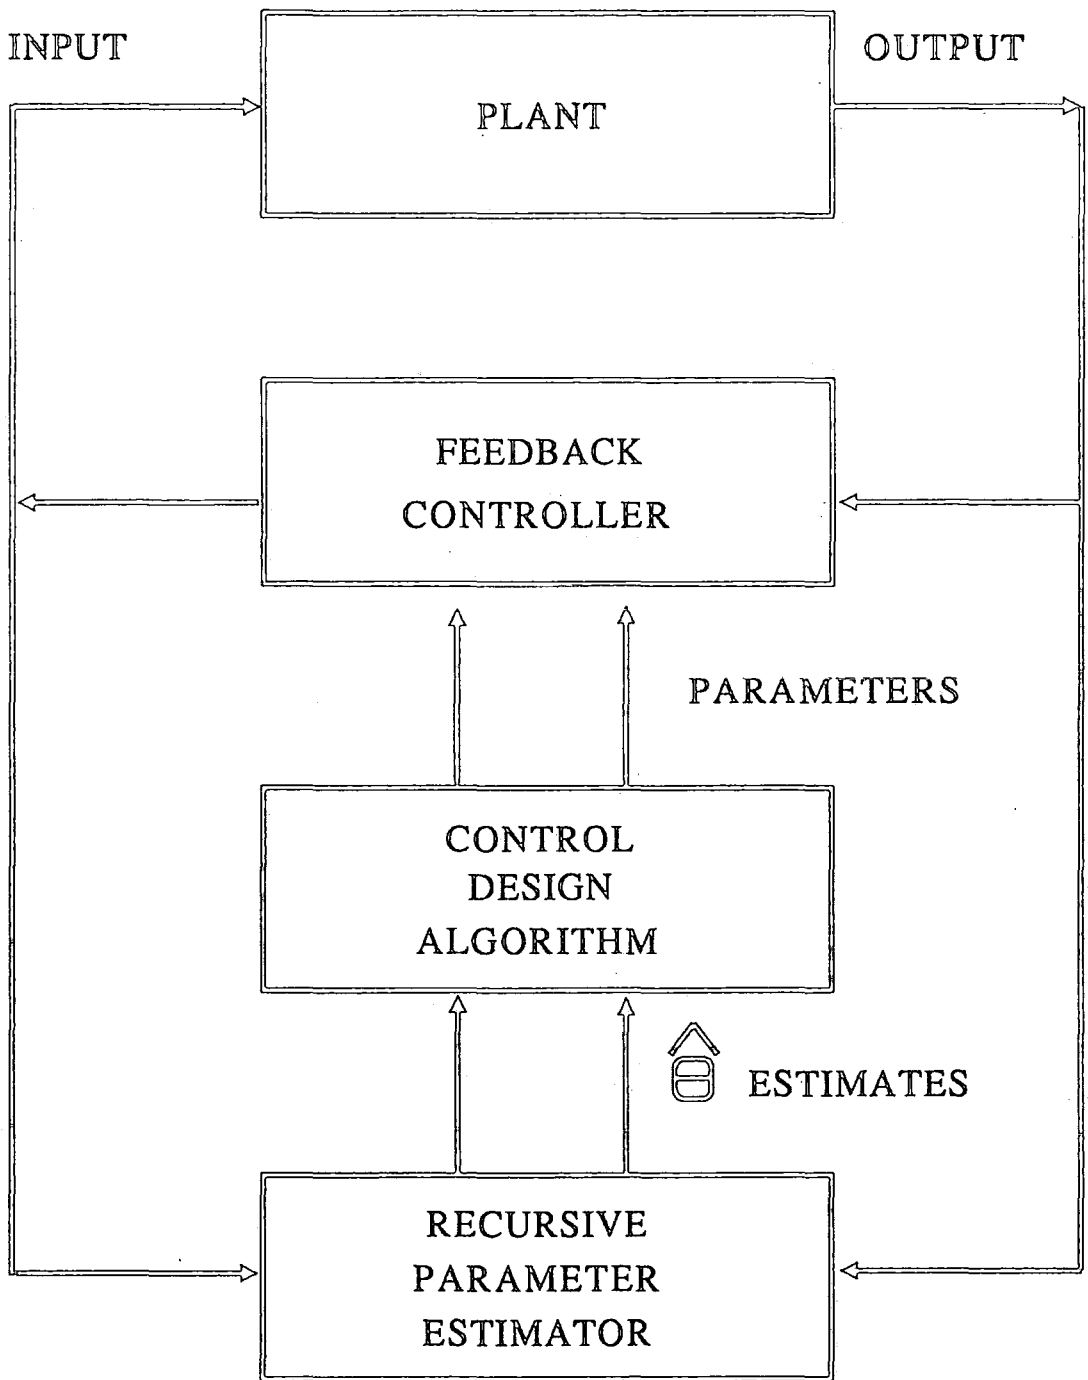 INPUT
OUTPUT
PLANT
FEEDBACK
CONTROLLER
PARAMETERS
CONTROL
DESIGN
ALGORITHM
θ̂ ESTIMATES
RECURSIVE
PARAMETER
ESTIMATOR